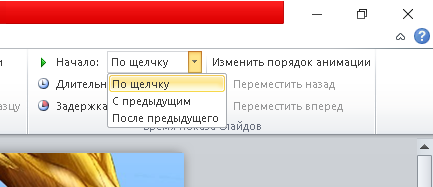 Начало: По щелчку Изменить порядок анимации
Длительн По щелчку Переместить назад
С предыдущим
Задержка После предыдущего Переместить вперед
Время показа слайдов